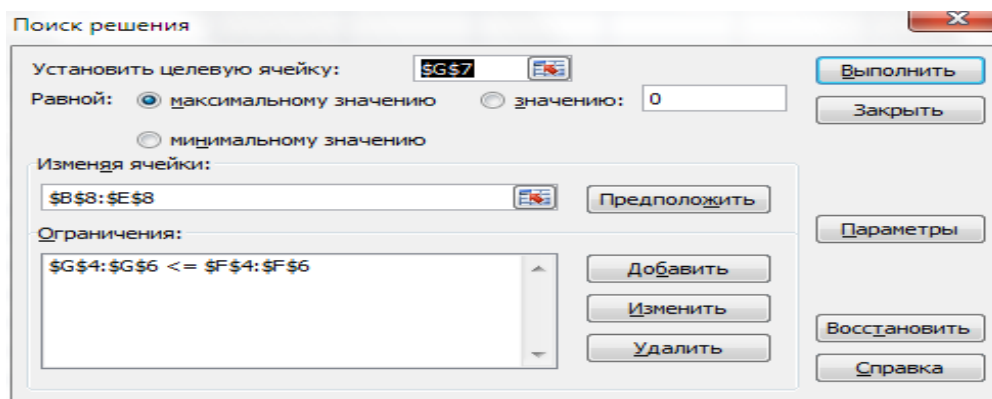 Поиск решения
Установить целевую ячейку: $G$7 Выполнить
Равной: максимальному значению значению: 0 Закрыть
минимальному значению
Изменяя ячейки:
$B$8:$E$8 Предположить
Ограничения: Параметры
$G$4:$G$6 <= $F$4:$F$6 Добавить
Изменить
Восстановить
Удалить
Справка